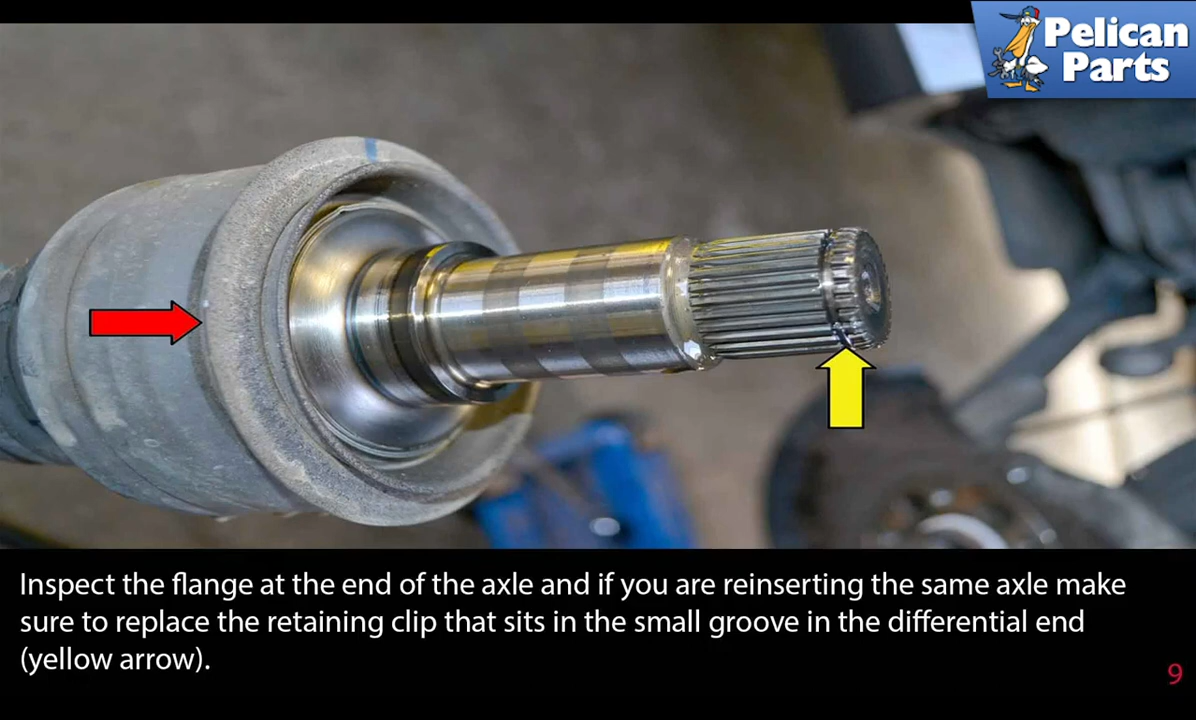 Pelican
Parts
Inspect the flange at the end of the axle and if you are reinserting the same axle make
sure to replace the retaining clip that sits in the small groove in the differential end
(yellow arrow).
9